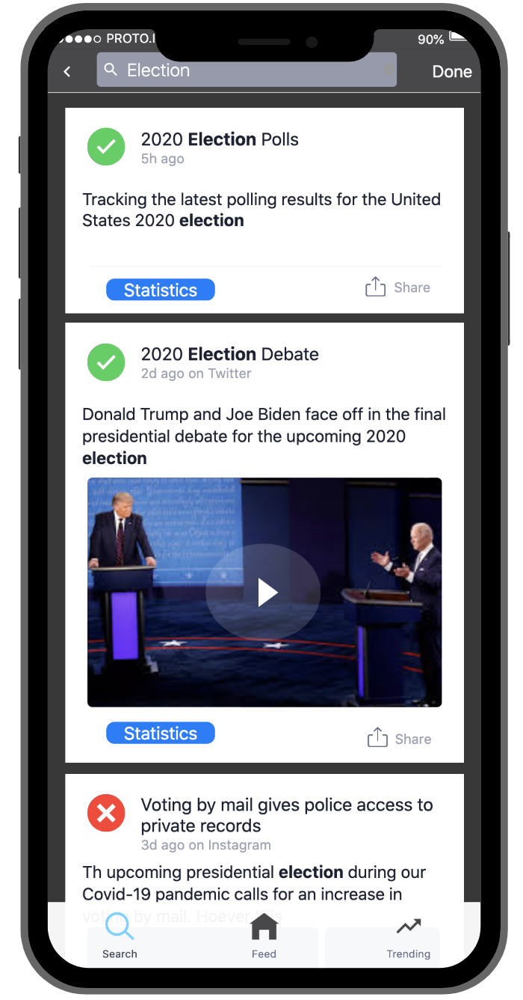 PROTO.I
90%
Election
Done
2020 Election Polls
5h ago
Tracking the latest polling results for the United
States 2020 election
Statistics
Share
2020 Election Debate
2d ago on Twitter
Donald Trump and Joe Biden face off in the final
presidential debate for the upcoming 2020
election
Statistics
Share
Voting by mail gives police access to
private records
3d ago on Instagram
Th upcoming presidential election during our
Covid-19 pandemic calls for an increase in
voting by mail. Hoever this
Search
Feed
Trending